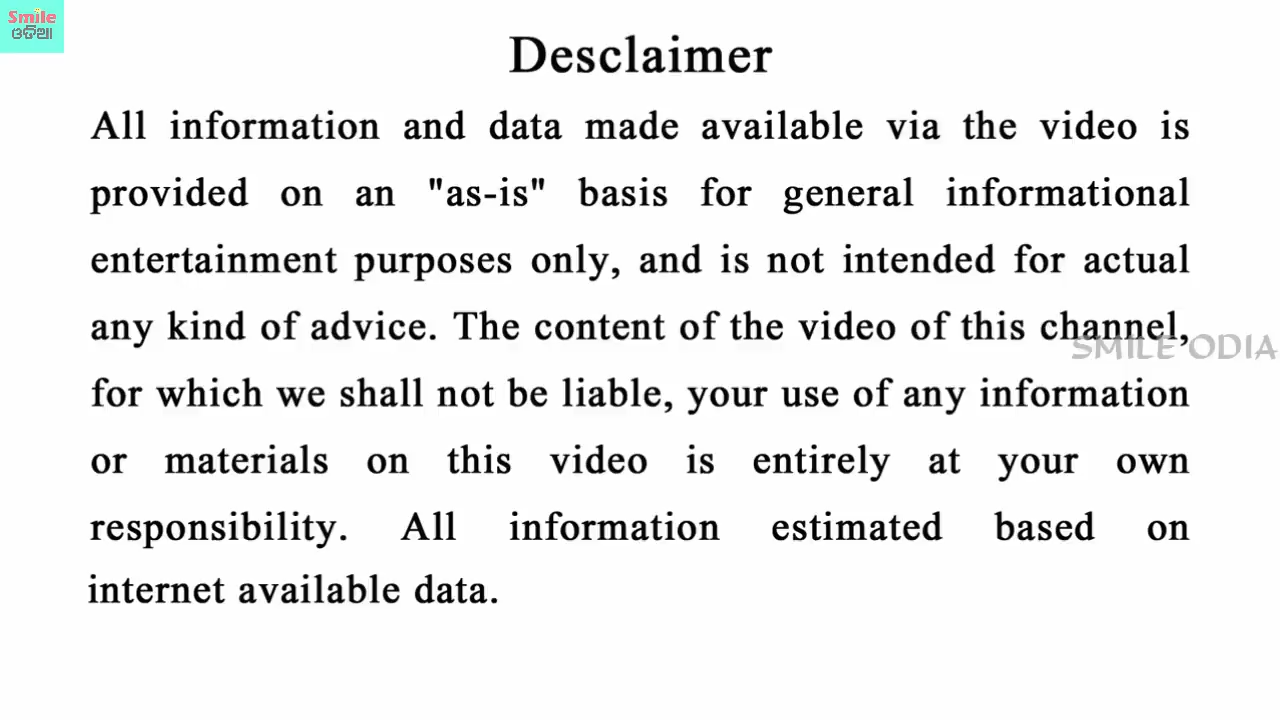 Smile
ଓଡ଼ିଆ
Desclaimer
All information and data made available via the video is
provided on an "as-is" basis for general informational
entertainment purposes only, and is not intended for actual
any kind of advice. The content of the video of this channel,
SMILE ODIA
for which we shall not be liable, your use of any information
or materials on this video is entirely at your own
responsibility. All information estimated based on
internet available data.